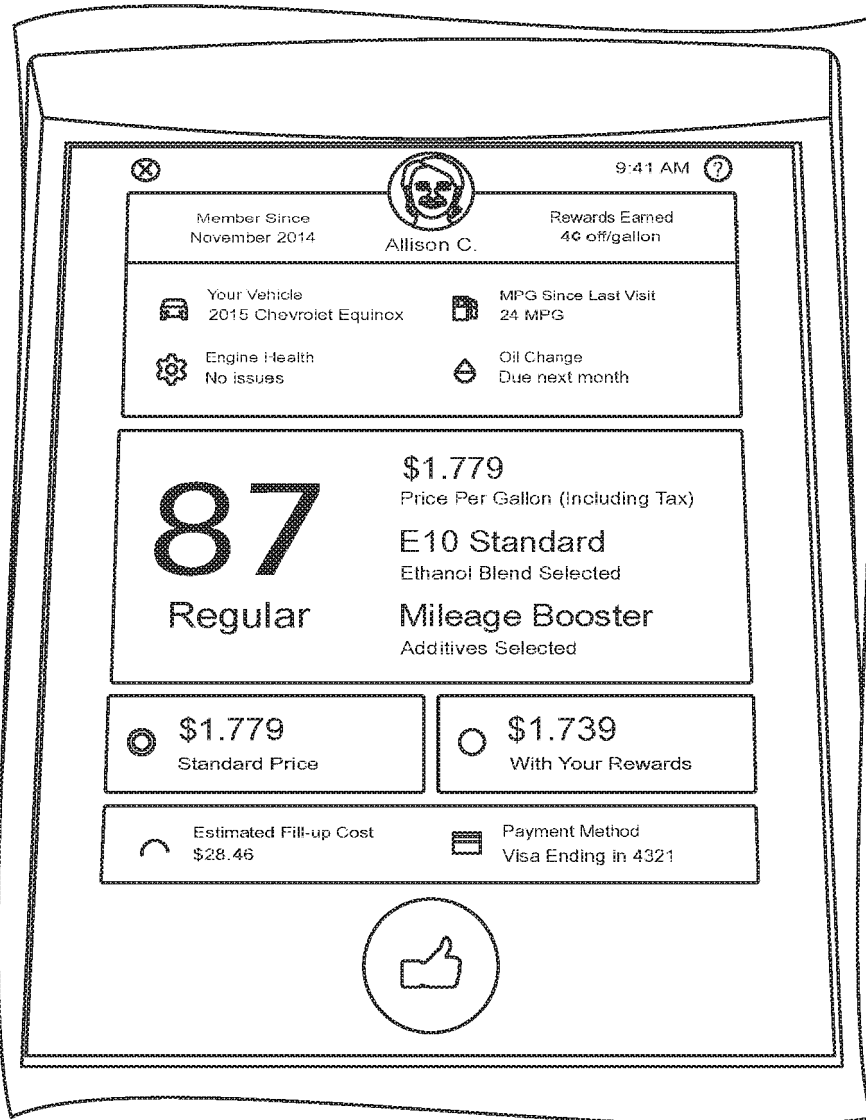 9:41 AM ?
Member Since
November 2014
Allison C.
Rewards Earned
4¢ off/gallon
Your Vehicle
2015 Chevrolet Equinox
MPG Since Last Visit
24 MPG
Engine Health
No issues
Oil Change
Due next month
87
Regular
$1.779
Price Per Gallon (Including Tax)
E10 Standard
Ethanol Blend Selected
Mileage Booster
Additives Selected
$1.779
Standard Price
$1.739
With Your Rewards
Estimated Fill-up Cost
$28.46
Payment Method
Visa Ending in 4321